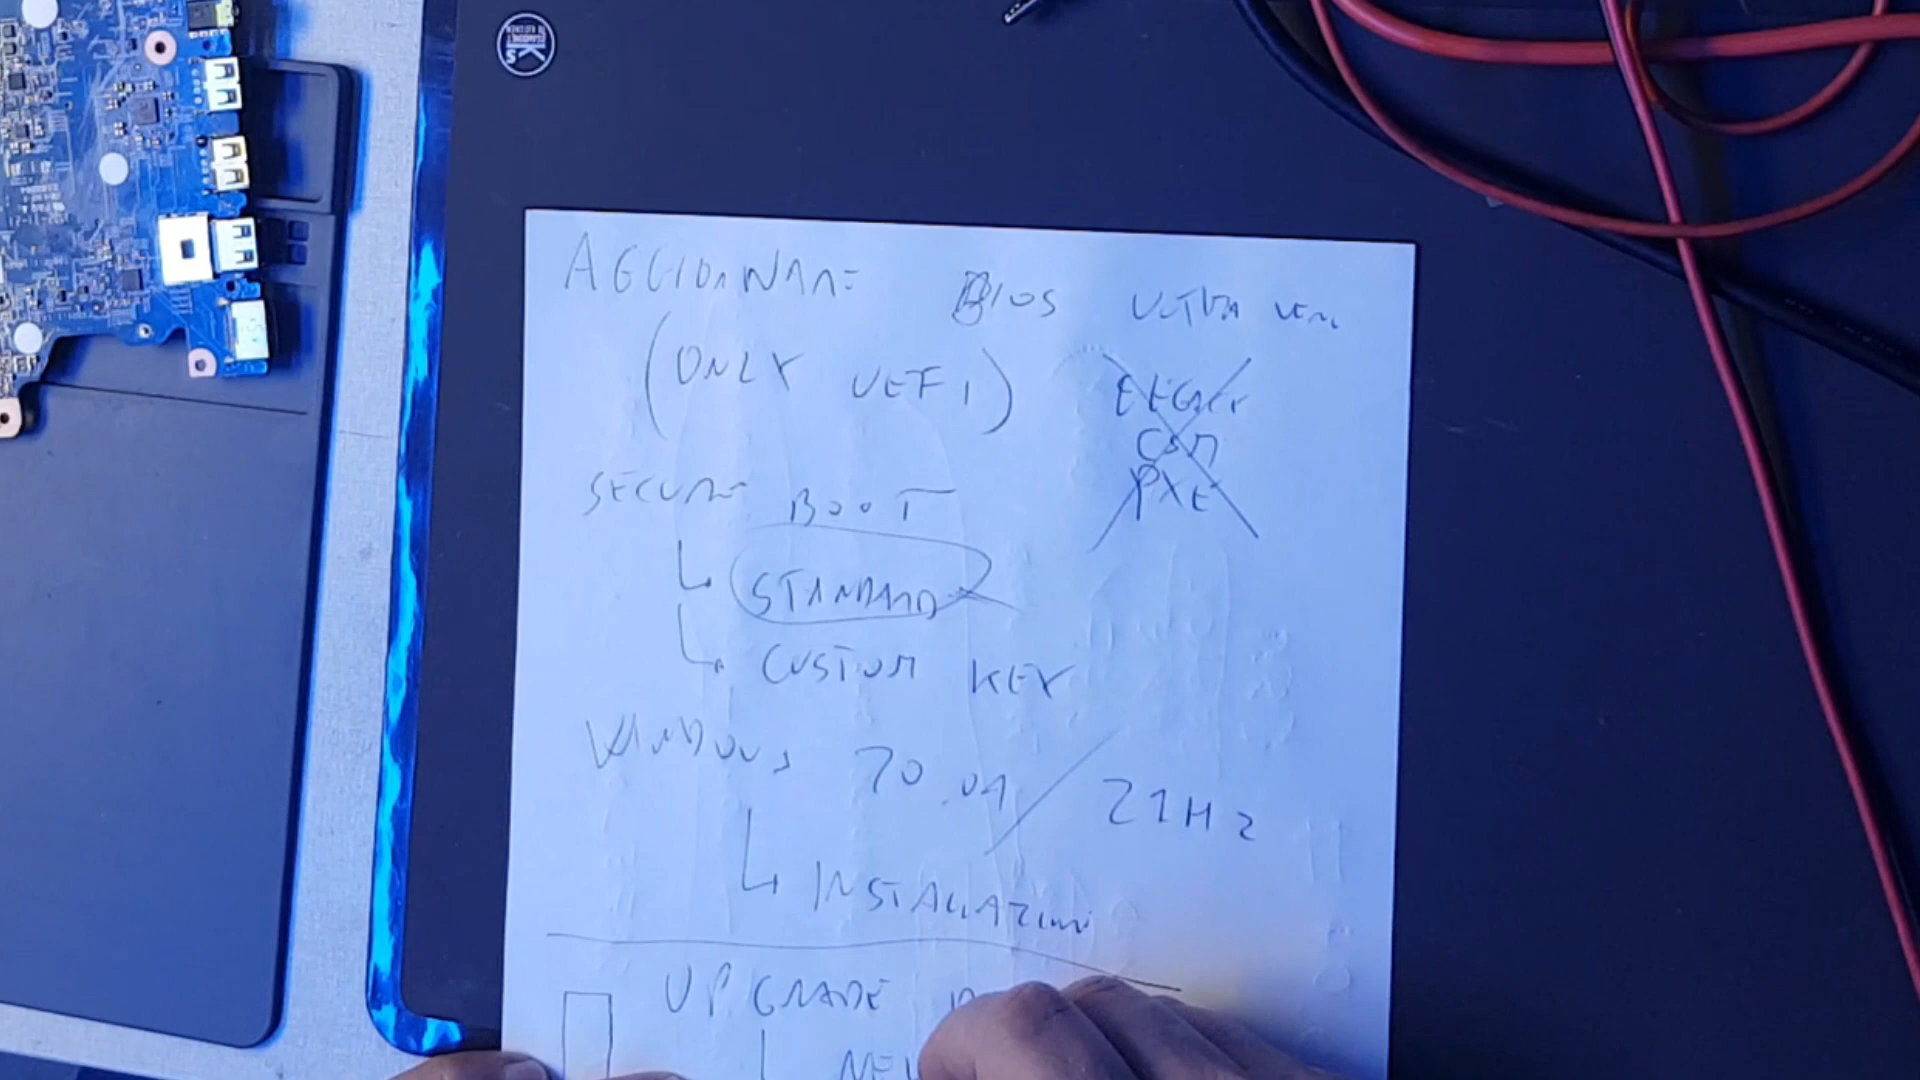 AGGIORNARE BIOS ULTIMA VERS
(ONLY UEFI)
LEGACY
CSM
PXE
SECURE BOOT
STANDARD
CUSTOM KEY
WINDOWS 20.04 / 21H2
INSTALLAZIONE
UPGRADE
KS